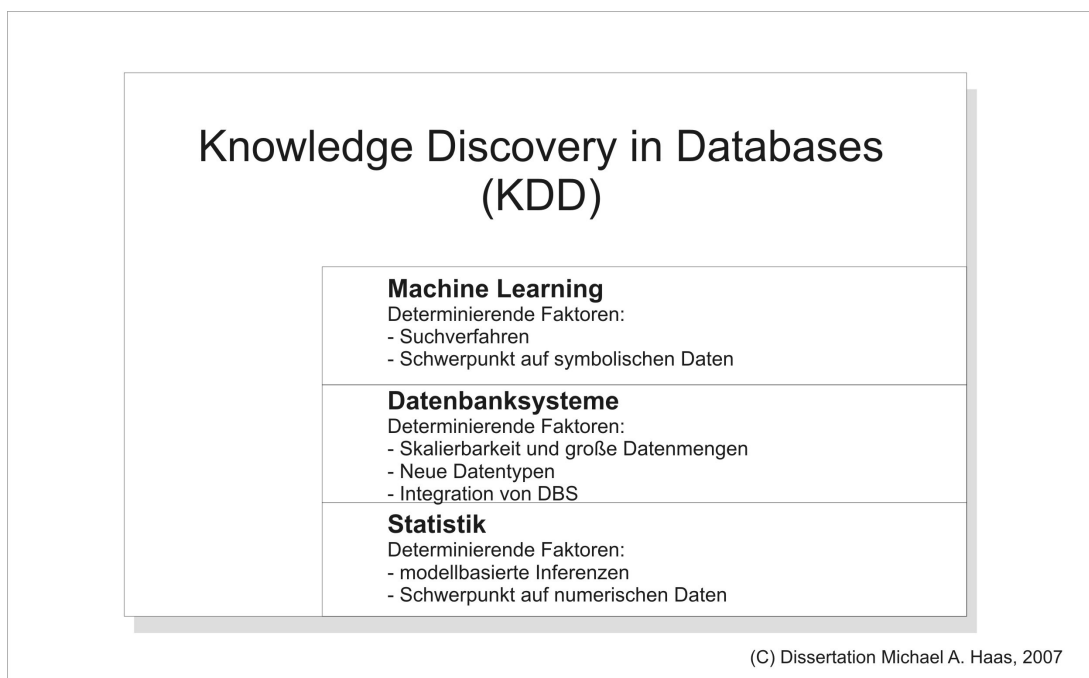 Knowledge Discovery in Databases
(KDD)
Machine Learning
Determinierende Faktoren:
- Suchverfahren
- Schwerpunkt auf symbolischen Daten
Datenbanksysteme
Determinierende Faktoren:
- Skalierbarkeit und große Datenmengen
- Neue Datentypen
- Integration von DBS
Statistik
Determinierende Faktoren:
- modellbasierte Inferenzen
- Schwerpunkt auf numerischen Daten
(C) Dissertation Michael A. Haas, 2007